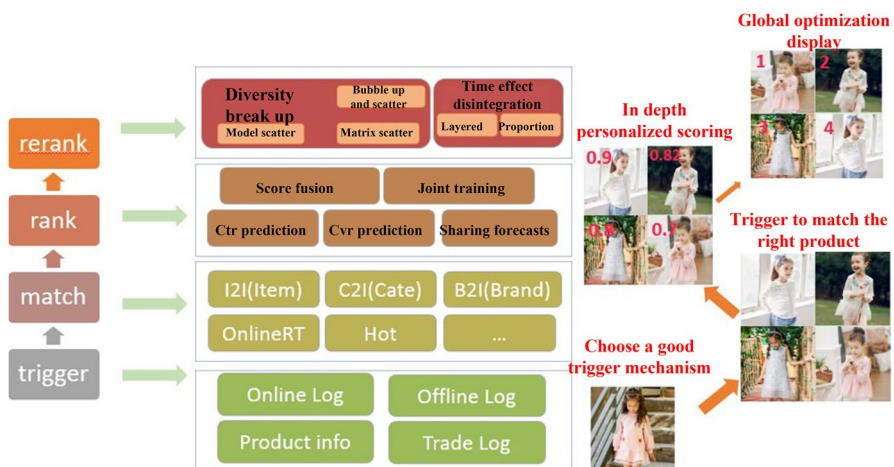 rerank
rank
match
trigger
Diversity
break up
Bubble up
and scatter
Model scatter
Matrix scatter
Time effect
disintegration
Layered
Proportion
Score fusion
Joint training
Ctr prediction
Cvr prediction
Sharing forecasts
I2I(Item)
C2I(Cate)
B2I(Brand)
OnlineRT
Hot
...
Online Log
Offline Log
Product info
Trade Log
Global optimization
display
1
2
3
4
In depth
personalized scoring
0.9
0.82
0.8
0.7
Trigger to match the
right product
Choose a good
trigger mechanism